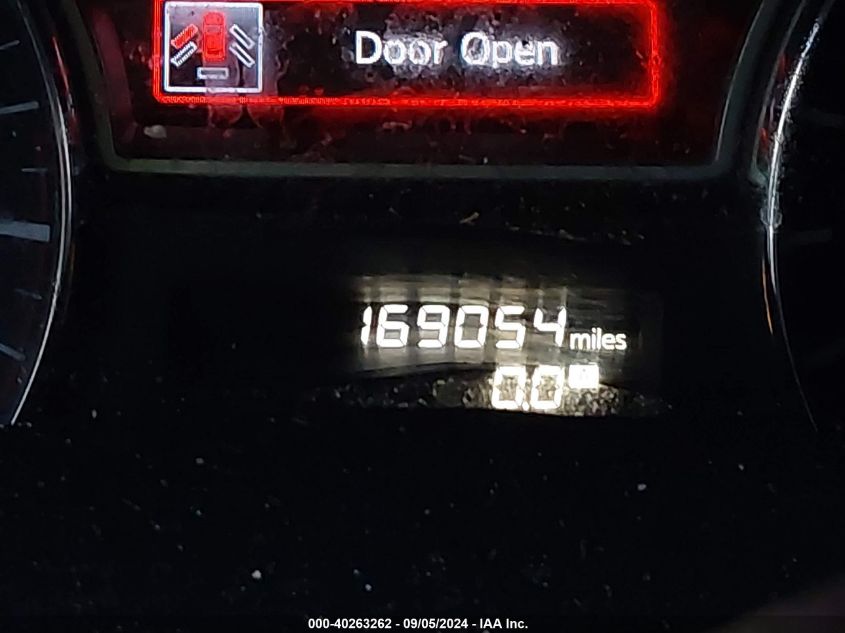 Door Open
169054 miles
0.0
000-40263262 - 09/05/2024 - IAA Inc.